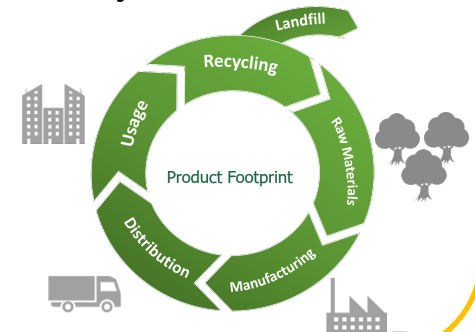 Landfill
Recycling
Raw Materials
Manufacturing
Distribution
Usage
Product Footprint